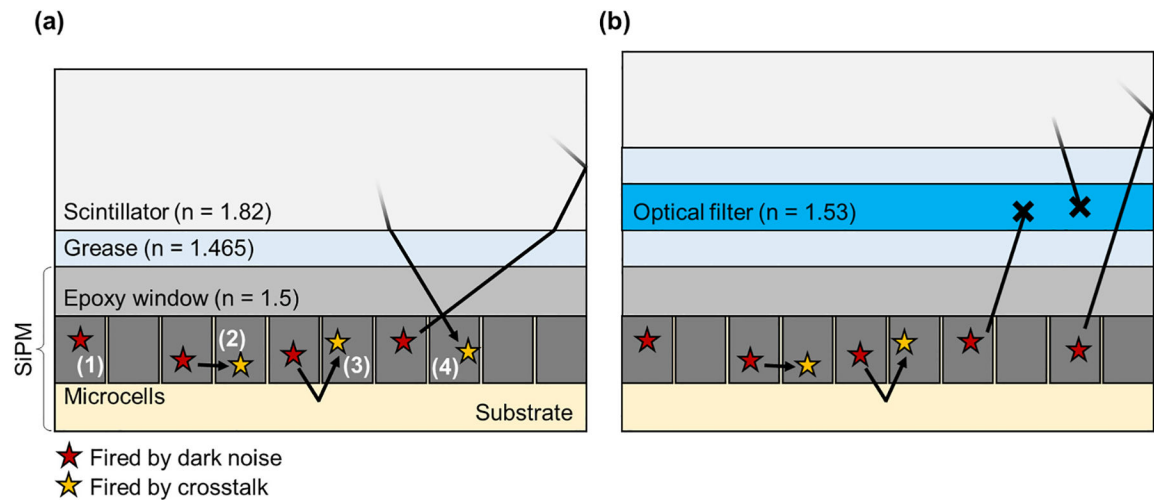 (a)
Scintillator (n = 1.82)
Grease (n = 1.465)
Epoxy window (n = 1.5)
SiPM
(1)
(2)
(3)
(4)
Microcells
Substrate
Fired by dark noise
Fired by crosstalk
(b)
Optical filter (n = 1.53)